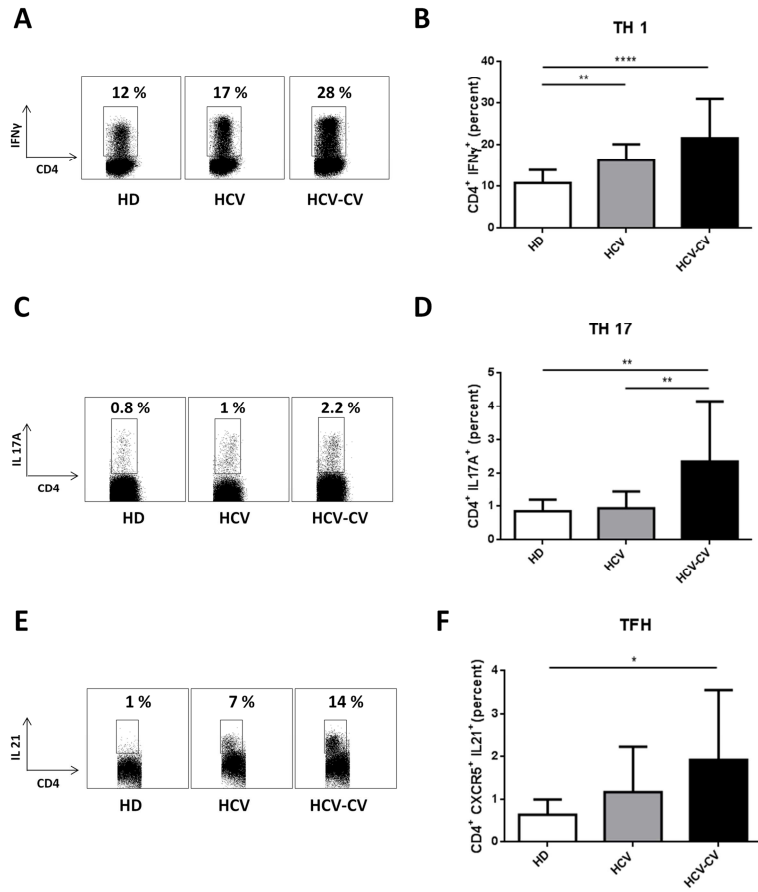 A
12 %
17 %
28 %
IFNγ
CD4
HD
HCV
HCV-CV
B
TH 1
****
**
CD4+ IFNγ+ (percent)
40
30
20
10
0
HD
HCV
HCV-CV
C
0.8 %
1 %
2.2 %
IL 17A
CD4
HD
HCV
HCV-CV
D
TH 17
**
**
CD4+ IL17A+ (percent)
5
4
3
2
1
0
HD
HCV
HCV-CV
E
1 %
7 %
14 %
IL 21
CD4
HD
HCV
HCV-CV
F
TFH
*
CD4+ CXCR5+ IL21+ (percent)
4
3
2
1
0
HD
HCV
HCV-CV